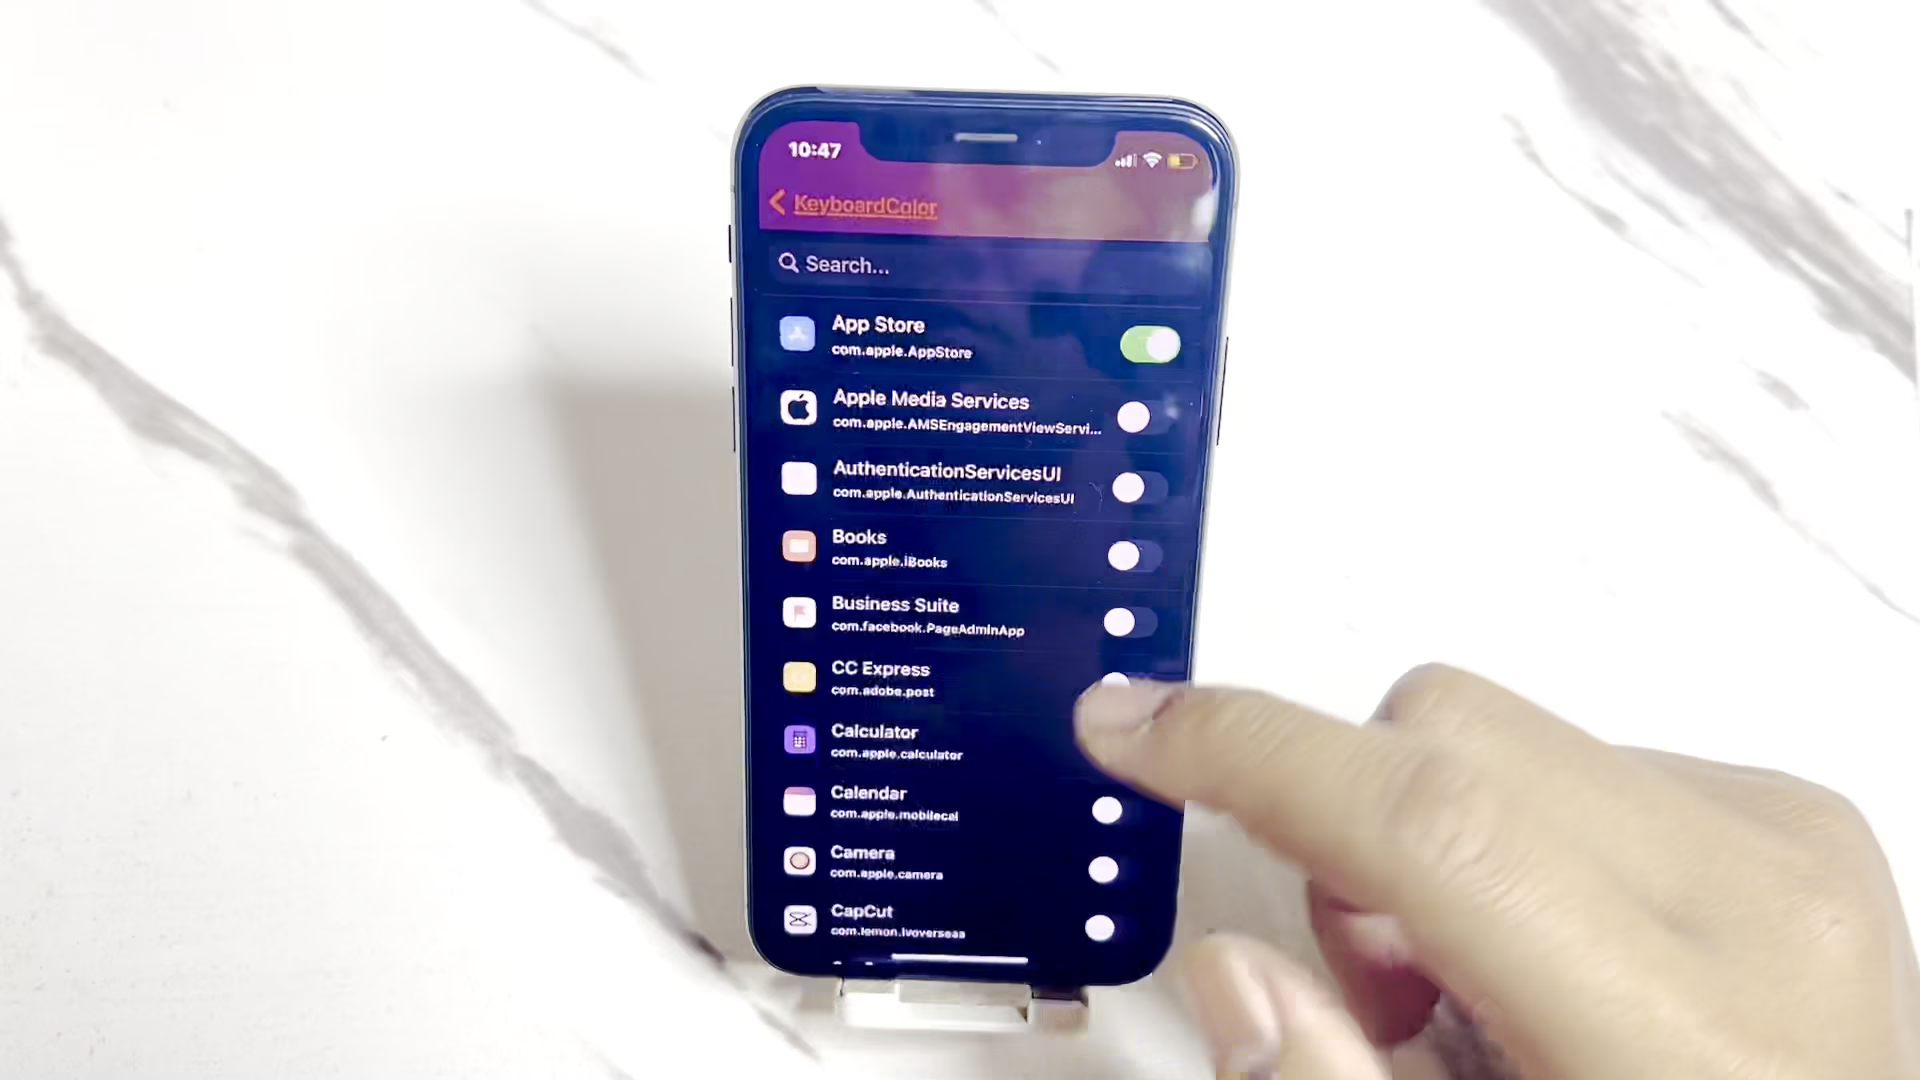 10:47
KeyboardColor
Search...
App Store
com.apple.AppStore
Apple Media Services
com.apple.AMSEngagementViewServi...
AuthenticationServicesUI
com.apple.AuthenticationServicesUI
Books
com.apple.iBooks
Business Suite
com.facebook.PageAdminApp
CC Express
com.adobe.post
Calculator
com.apple.calculator
Calendar
com.apple.mobilecal
Camera
com.apple.camera
CapCut
com.lemon.lvoverseas